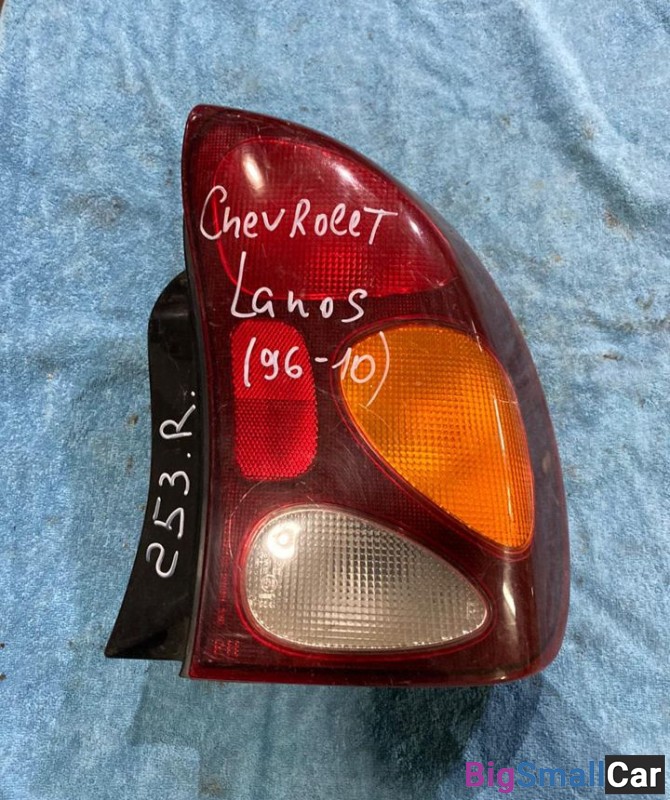 Chevrolet
Lanos
(96-10)
253.R.
BigSmallCar